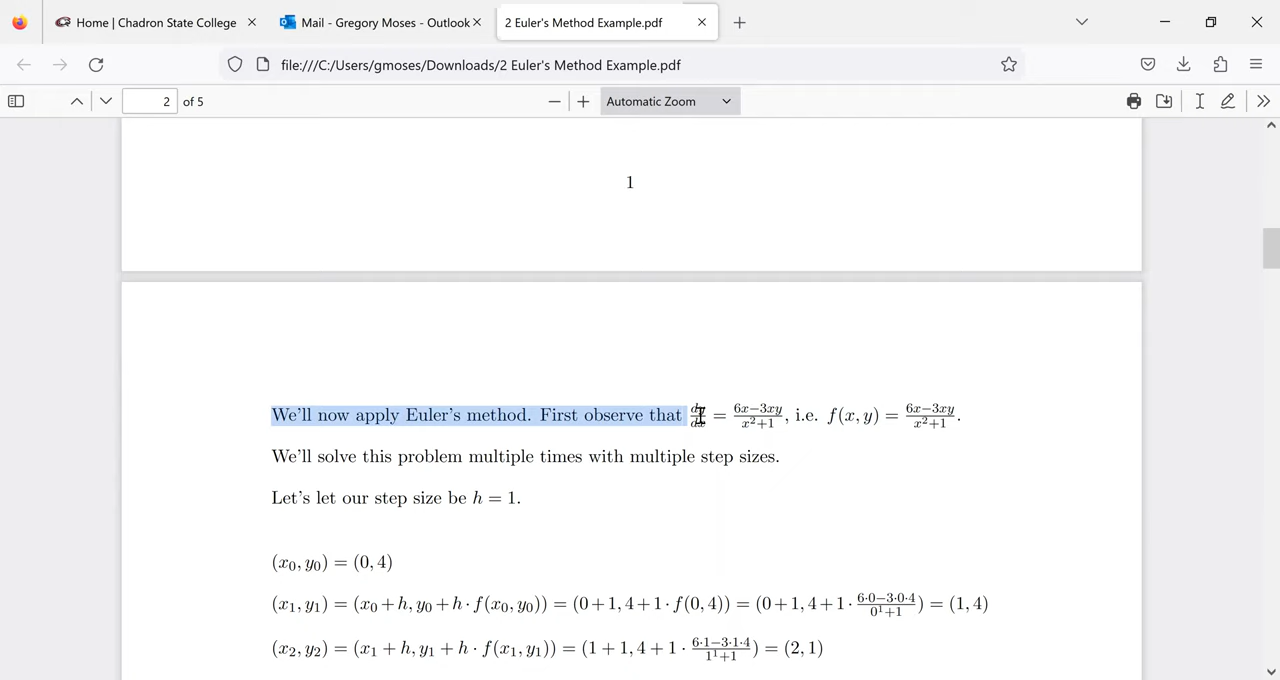 Home | Chadron State College
Mail - Gregory Moses - Outlook
2 Euler's Method Example.pdf
file:///C:/Users/gmoses/Downloads/2 Euler's Method Example.pdf
2 of 5
Automatic Zoom
1
We'll now apply Euler's method. First observe that dy/dx = (6x−3xy)/(x²+1), i.e. f(x, y) = (6x−3xy)/(x²+1).
We'll solve this problem multiple times with multiple step sizes.
Let's let our step size be h = 1.
(x₀, y₀) = (0, 4)
(x₁, y₁) = (x₀+h, y₀+h·f(x₀, y₀)) = (0+1, 4+1·f(0, 4)) = (0+1, 4+1·(6·0−3·0·4)/(0¹+1)) = (1, 4)
(x₂, y₂) = (x₁ + h, y₁ + h · f(x₁, y₁)) = (1 + 1, 4 + 1 · (6·1−3·1·4)/(1¹+1)) = (2, 1)